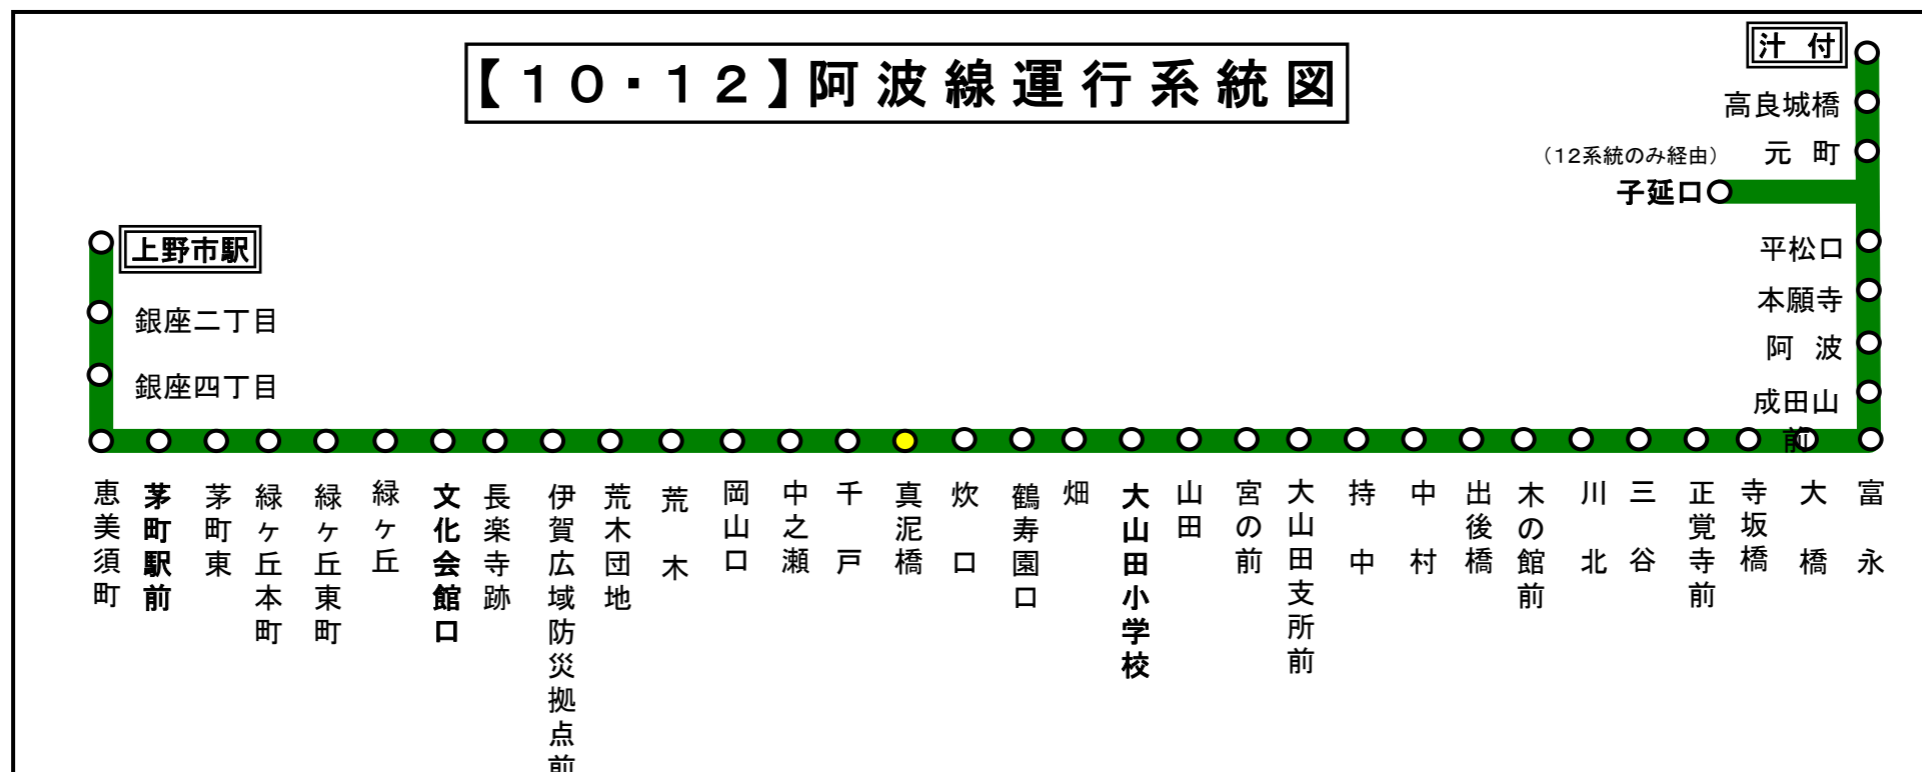 【１０・１２】阿波線運行系統図
汁付
高良城橋
元町
（12系統のみ経由）
子延口
平松口
本願寺
阿波
成田山
前
上野市駅
銀座二丁目
銀座四丁目
恵美須町
茅町駅前
茅町東
緑ヶ丘本町
緑ヶ丘東町
緑ヶ丘
文化会館口
長楽寺跡
伊賀広域防災拠点前
荒木団地
荒木
岡山口
中之瀬
千戸
真泥橋
炊口
鶴寿園口
畑
大山田小学校
山田
宮の前
大山田支所前
持中
中村
出後橋
木の館前
川北
三谷
正覚寺前
寺坂橋
大橋
富永